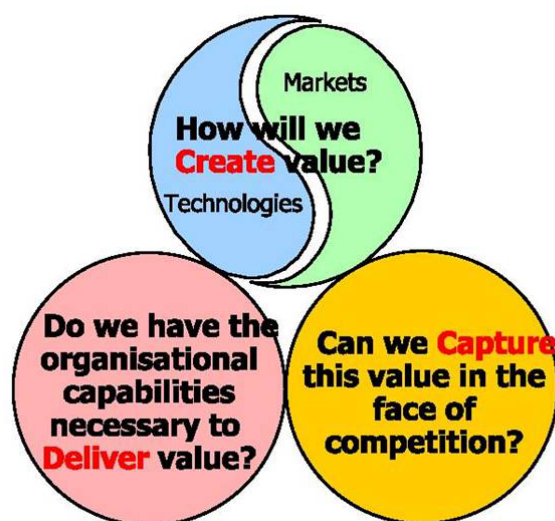 Markets
How will we
Create value?
Technologies
Do we have the
organisational
capabilities
necessary to
Deliver value?
Can we Capture
this value in the
face of
competition?